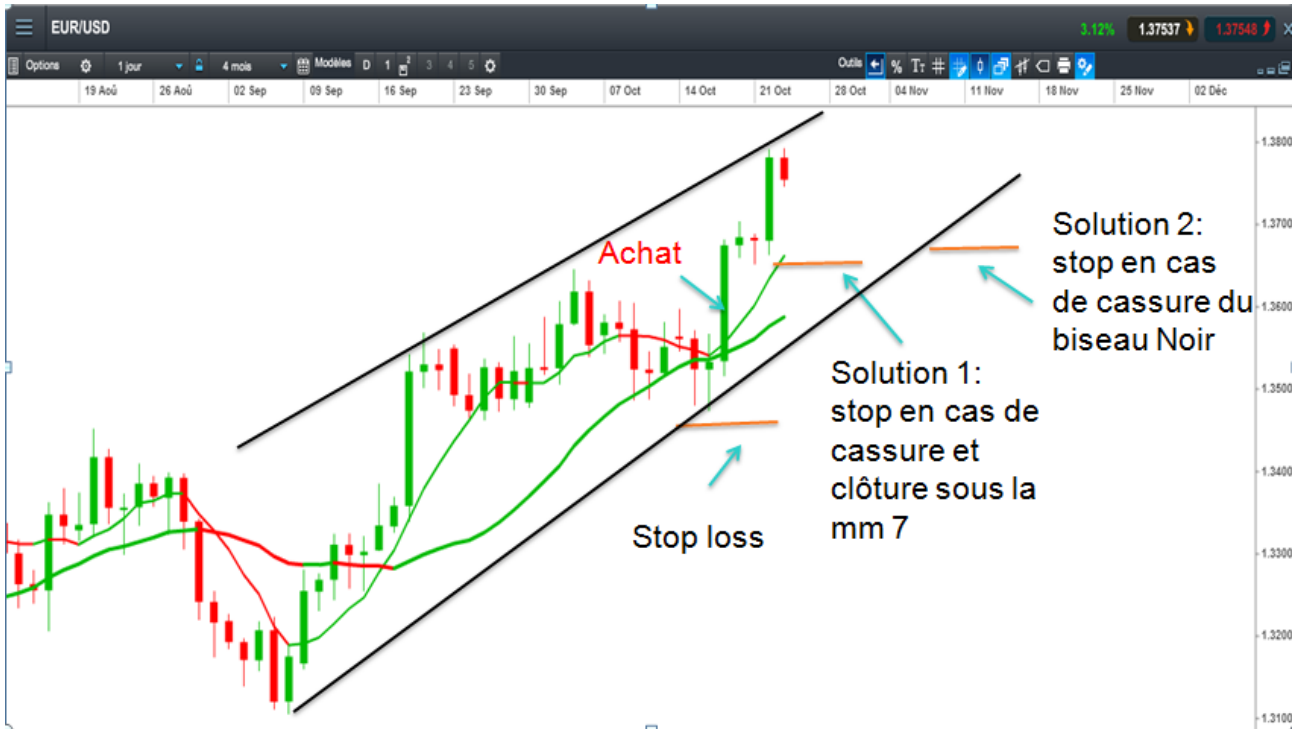 EUR/USD
3.12% 1.37537 1.37548 X
Options 1 jour 4 mois Modèles D 1 2 3 4 5 Outils % TT
19 Aoû 26 Aoû 02 Sep 09 Sep 16 Sep 23 Sep 30 Sep 07 Oct 14 Oct 21 Oct 28 Oct 04 Nov 11 Nov 18 Nov 25 Nov 02 Déc
1.3800
1.3700
1.3600
1.3500
1.3400
1.3300
1.3200
1.3100
Achat
Solution 2:
stop en cas
de cassure du
biseau Noir
Solution 1:
stop en cas de
cassure et
clôture sous la
mm 7
Stop loss